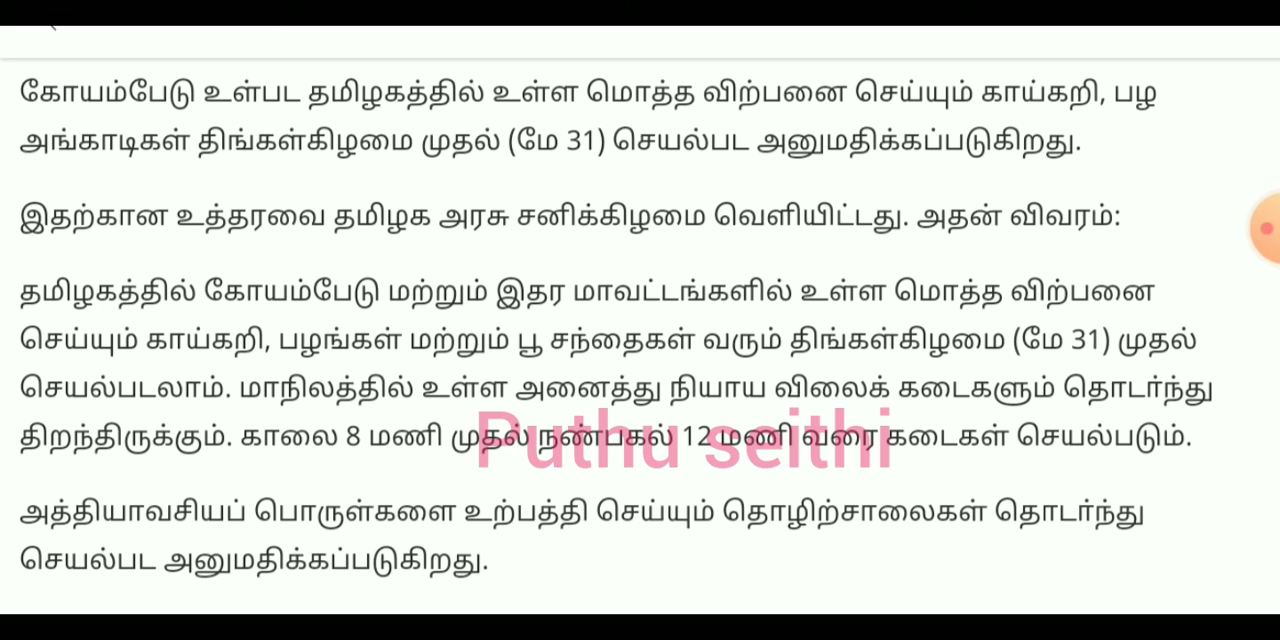 கோயம்பேடு உள்பட தமிழகத்தில் உள்ள மொத்த விற்பனை செய்யும் காய்கறி, பழ
அங்காடிகள் திங்கள்கிழமை முதல் (மே 31) செயல்பட அனுமதிக்கப்படுகிறது.
இதற்கான உத்தரவை தமிழக அரசு சனிக்கிழமை வெளியிட்டது. அதன் விவரம்:
தமிழகத்தில் கோயம்பேடு மற்றும் இதர மாவட்டங்களில் உள்ள மொத்த விற்பனை
செய்யும் காய்கறி, பழங்கள் மற்றும் பூ சந்தைகள் வரும் திங்கள்கிழமை (மே 31) முதல்
செயல்படலாம். மாநிலத்தில் உள்ள அனைத்து நியாய விலைக் கடைகளும் தொடர்ந்து
திறந்திருக்கும். காலை 8 மணி முதல் நண்பகல் 12 மணி வரை கடைகள் செயல்படும்.
Puthu seithi
அத்தியாவசியப் பொருள்களை உற்பத்தி செய்யும் தொழிற்சாலைகள் தொடர்ந்து
செயல்பட அனுமதிக்கப்படுகிறது.